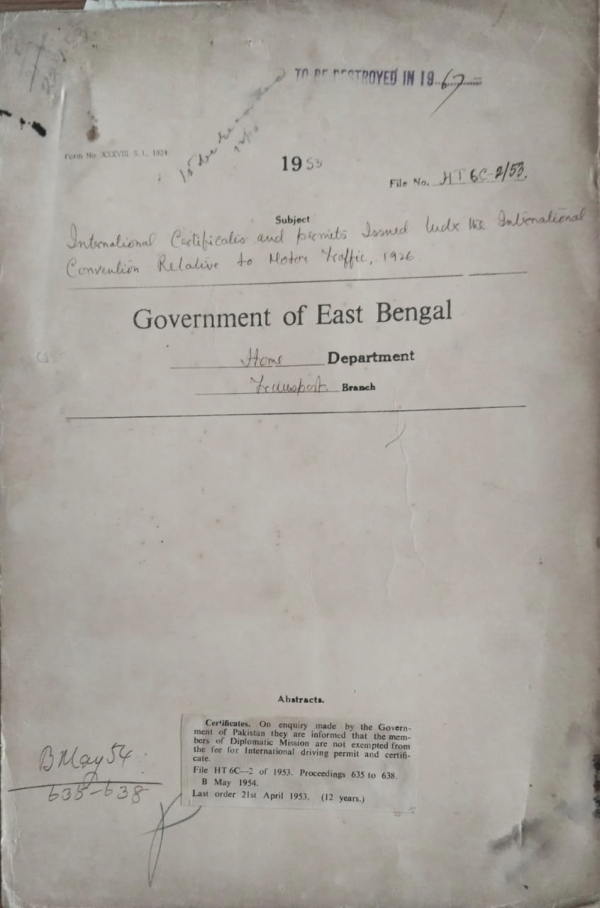 TO BE DESTROYED IN 1967
Form No. XXXVIII S. 1. 1924
1953
File No. HT 6C-2/53.
Subject
International Certificates and permits Issued Under the International
Convention Relative to Motor Traffic, 1926
Government of East Bengal
Home Department
Transport Branch
Abstracts.
Certificates. On enquiry made by the Govern-
ment of Pakistan they are informed that the mem-
bers of Diplomatic Mission are not exempted from
the fee for International driving permit and certifi-
cate.
File HT 6C—2 of 1953. Proceedings 635 to 638.
B May 1954.
Last order 21st April 1953. (12 years.)
B May 54
635-638